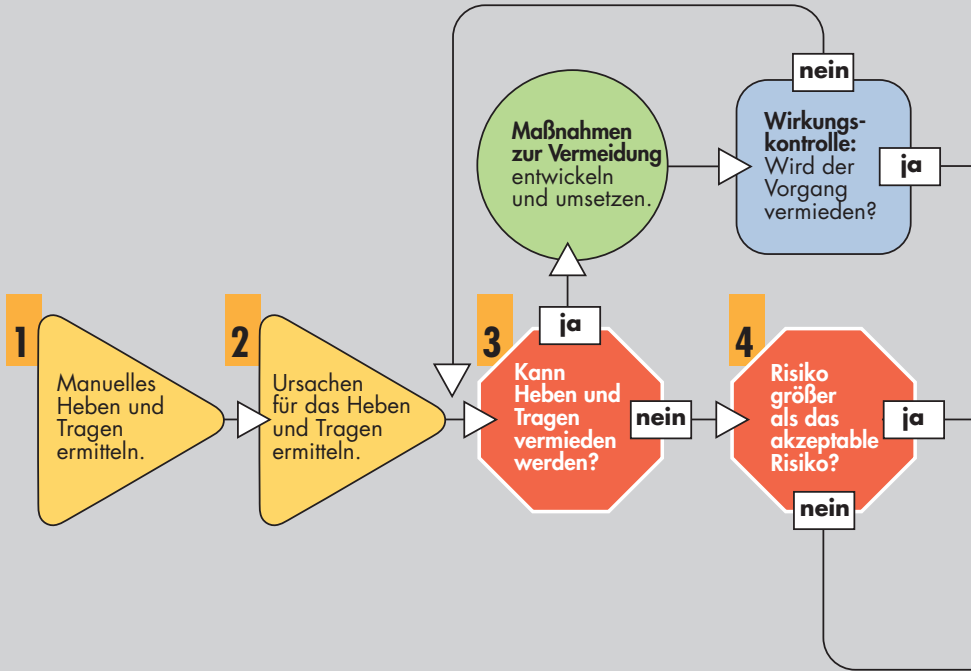 1
Manuelles
Heben und
Tragen
ermitteln.
2
Ursachen
für das Heben
und Tragen
ermitteln.
3
Kann
Heben und
Tragen
vermieden
werden?
ja
nein
Maßnahmen
zur Vermeidung
entwickeln
und umsetzen.
Wirkungs-
kontrolle:
Wird der
Vorgang
vermieden?
nein
ja
4
Risiko
größer
als das
akzeptable
Risiko?
ja
nein